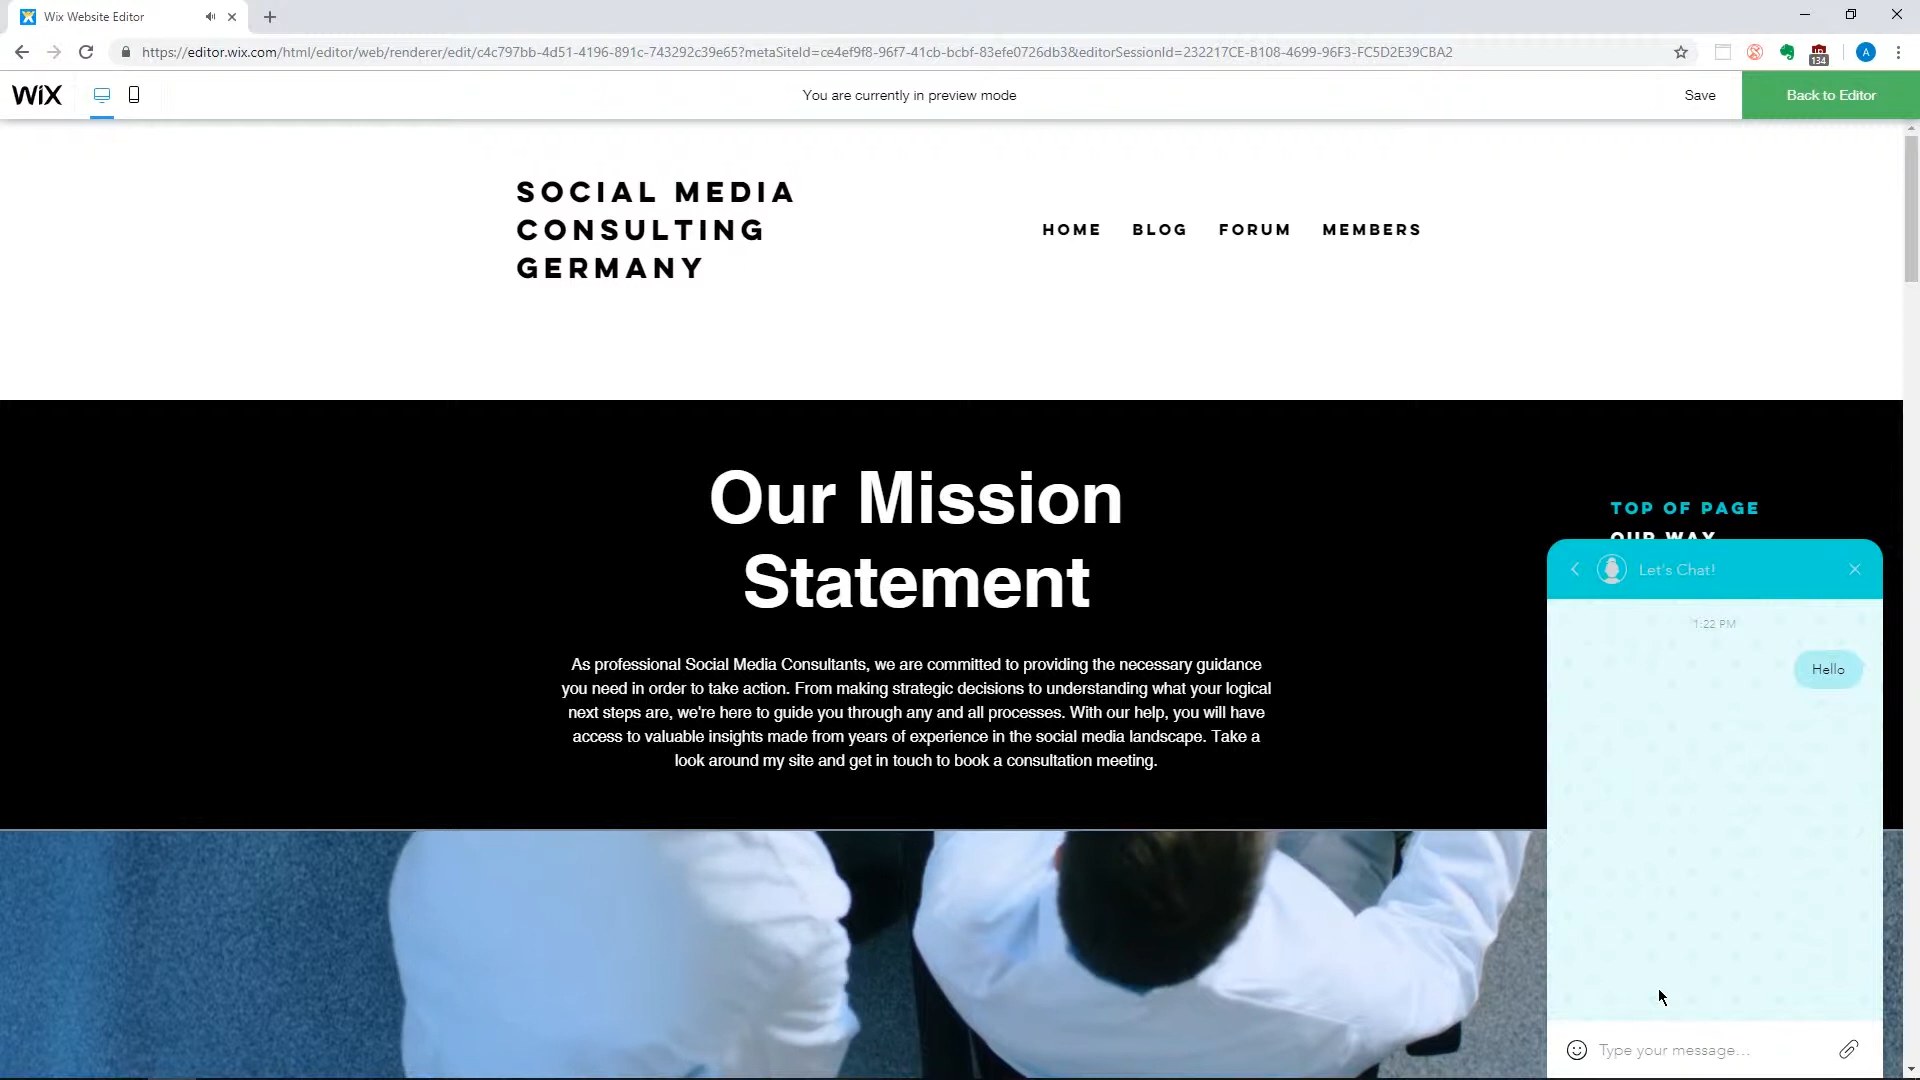 Wix Website Editor
https://editor.wix.com/html/editor/web/renderer/edit/c4c797bb-4d51-4196-891c-743292c39e65?metaSiteId=ce4ef9f8-96f7-41cb-bcbf-83efe0726db3&editorSessionId=232217CE-B108-4699-96F3-FC5D2E39CBA2
134
A
WiX
You are currently in preview mode
Save
Back to Editor
SOCIAL MEDIA
CONSULTING
GERMANY
HOME BLOG FORUM MEMBERS
Our Mission
Statement
As professional Social Media Consultants, we are committed to providing the necessary guidance
you need in order to take action. From making strategic decisions to understanding what your logical
next steps are, we're here to guide you through any and all processes. With our help, you will have
access to valuable insights made from years of experience in the social media landscape. Take a
look around my site and get in touch to book a consultation meeting.
TOP OF PAGE
OUR WAY
Let's Chat!
1:22 PM
Hello
Type your message...